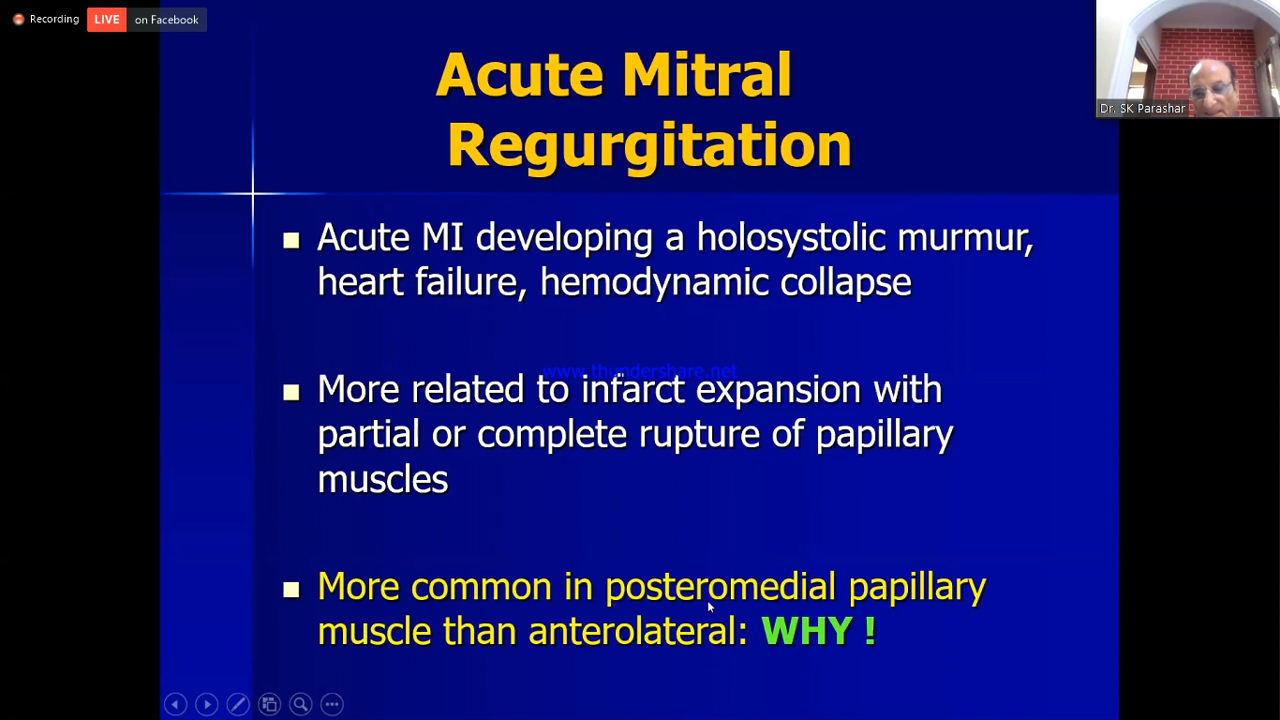 Recording
LIVE on Facebook
Acute Mitral
Regurgitation
Dr. SK Parashar
Acute MI developing a holosystolic murmur,
heart failure, hemodynamic collapse
www.thundershare.net
More related to infarct expansion with
partial or complete rupture of papillary
muscles
More common in posteromedial papillary
muscle than anterolateral: WHY !